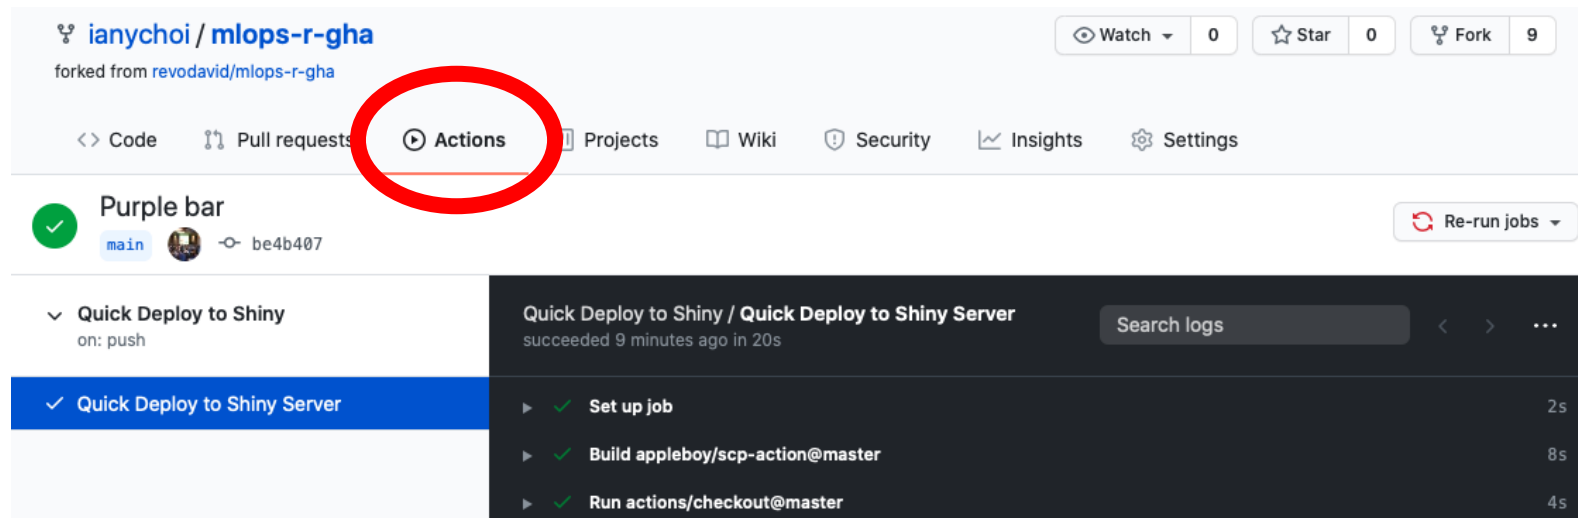 ianychoi / mlops-r-gha
Watch 0 Star 0 Fork 9
forked from revodavid/mlops-r-gha
Code Pull requests Actions Projects Wiki Security Insights Settings
Purple bar
main be4b407
Re-run jobs
Quick Deploy to Shiny
on: push
Quick Deploy to Shiny Server
Quick Deploy to Shiny / Quick Deploy to Shiny Server
succeeded 9 minutes ago in 20s
Search logs
Set up job 2s
Build appleboy/scp-action@master 8s
Run actions/checkout@master 4s